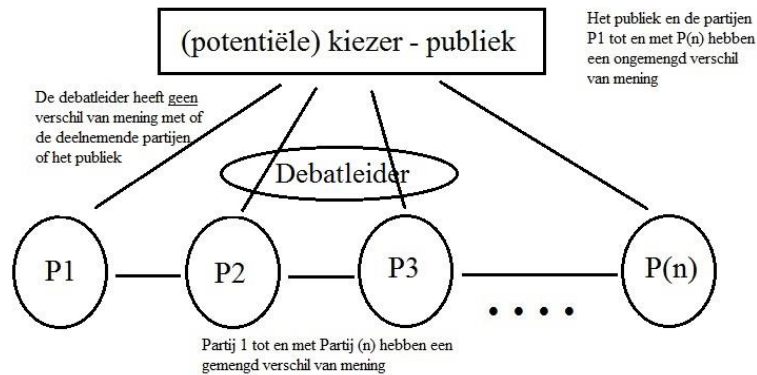 (potentiële) kiezer - publiek
Het publiek en de partijen
P1 tot en met P(n) hebben
een ongemengd verschil
van mening
De debatleider heeft geen
verschil van mening met of
de deelnemende partijen
of het publiek
Debatleider
P1
P2
P3
P(n)
. . . .
Partij 1 tot en met Partij (n) hebben een
gemengd verschil van mening